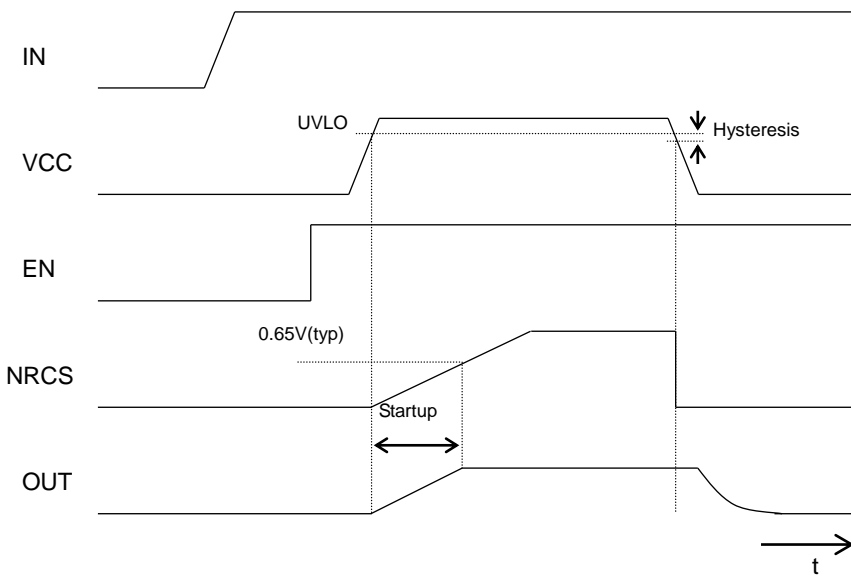 IN
UVLO
Hysteresis
VCC
EN
0.65V(typ)
NRCS
Startup
OUT
t